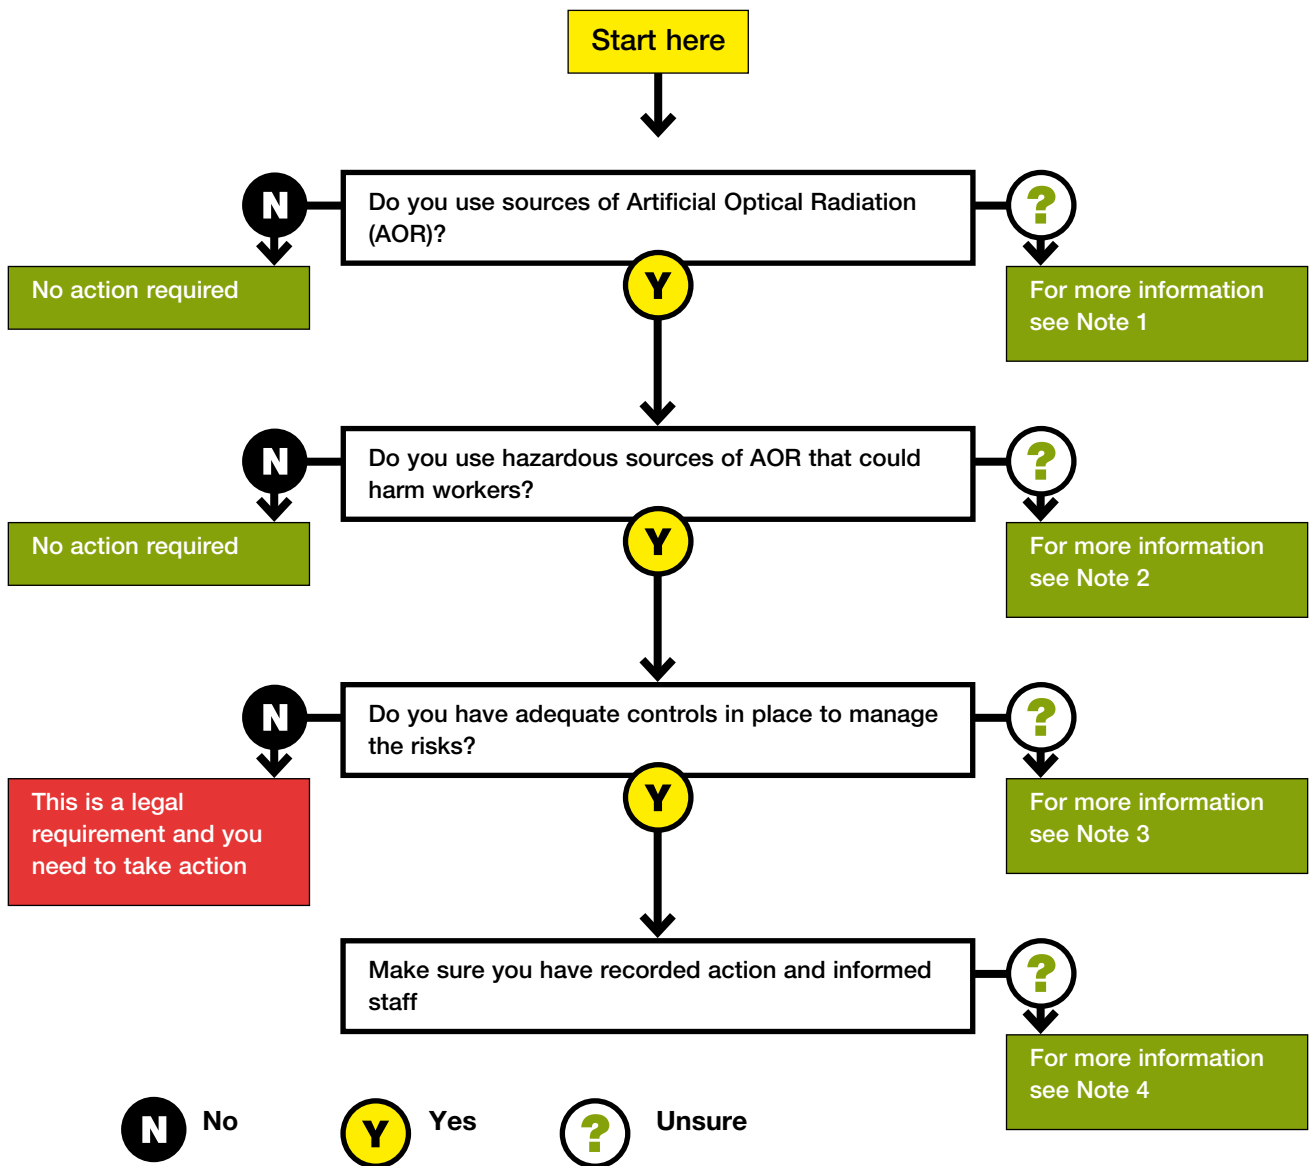 Start here
N
Do you use sources of Artificial Optical Radiation
(AOR)?
?
Y
No action required
For more information
see Note 1
N
Do you use hazardous sources of AOR that could
harm workers?
?
Y
No action required
For more information
see Note 2
N
Do you have adequate controls in place to manage
the risks?
?
Y
This is a legal
requirement and you
need to take action
For more information
see Note 3
Make sure you have recorded action and informed
staff
?
For more information
see Note 4
N No Y Yes ? Unsure